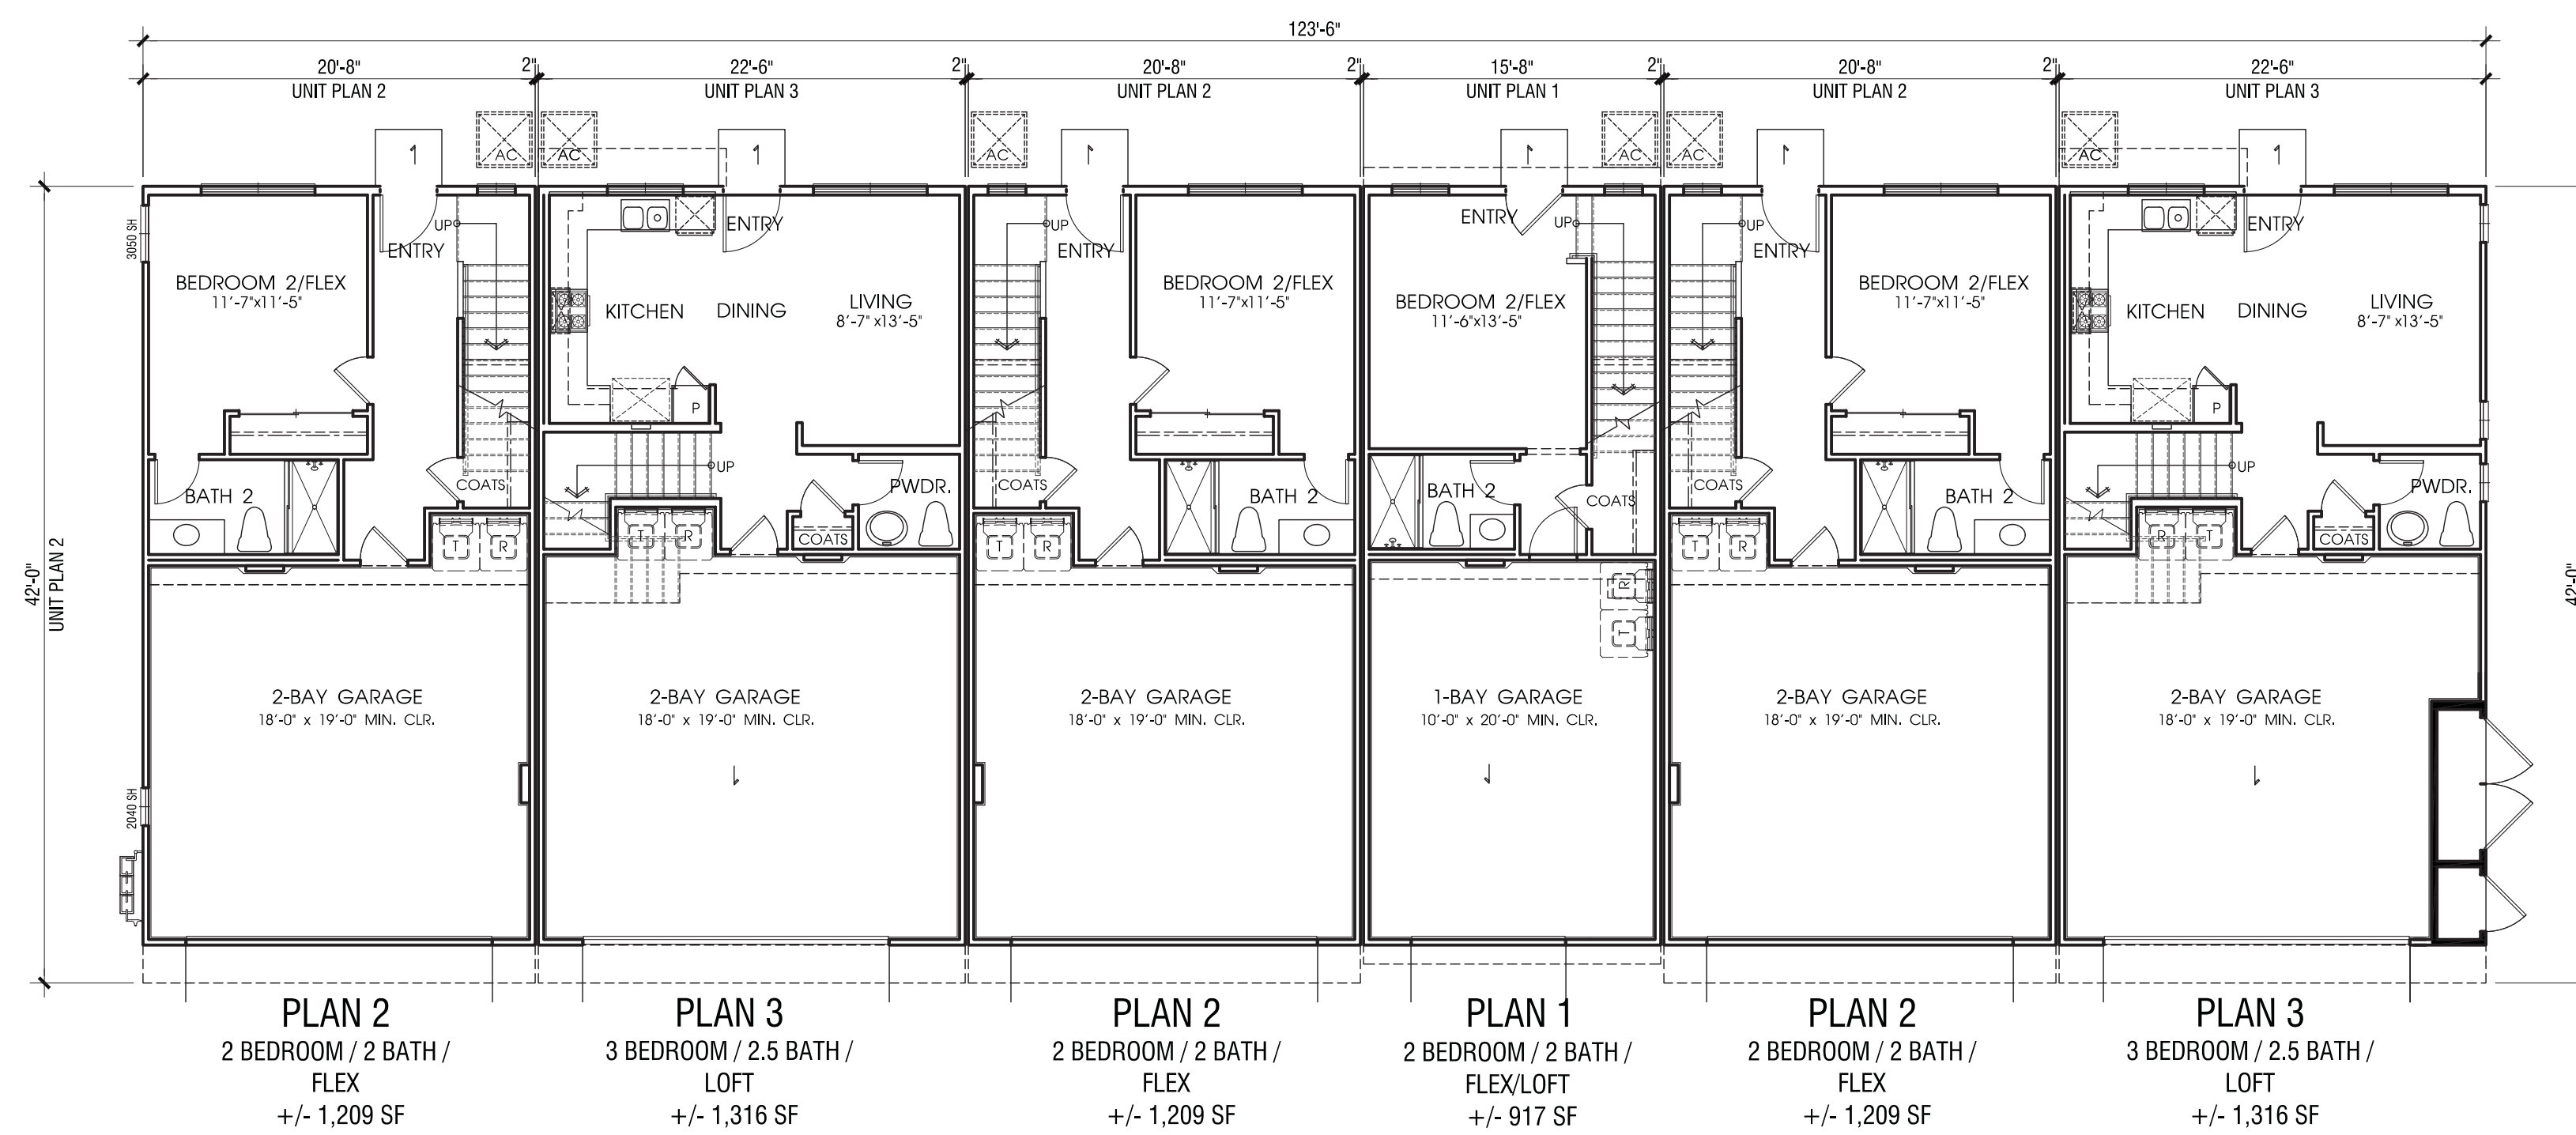 123'-6"
20'-8" 2" 22'-6" 2" 20'-8" 2" 15'-8" 2" 20'-8" 2" 22'-6"
UNIT PLAN 2 UNIT PLAN 3 UNIT PLAN 2 UNIT PLAN 1 UNIT PLAN 2 UNIT PLAN 3
AC AC AC AC AC AC
3050 SH
UP ENTRY
BEDROOM 2/FLEX
11'-7"x11'-5"
COATS
BATH 2
T R
2-BAY GARAGE
18'-0" x 19'-0" MIN. CLR.
2040 SH
42'-0"
UNIT PLAN 2
ENTRY
KITCHEN DINING LIVING
8'-7"x13'-5"
P
UP
PWDR.
T R COATS
2-BAY GARAGE
18'-0" x 19'-0" MIN. CLR.
UP ENTRY
BEDROOM 2/FLEX
11'-7"x11'-5"
COATS BATH 2
T R
2-BAY GARAGE
18'-0" x 19'-0" MIN. CLR.
ENTRY UP
BEDROOM 2/FLEX
11'-6"x13'-5"
BATH 2 COATS
R
T
1-BAY GARAGE
10'-0" x 20'-0" MIN. CLR.
UP ENTRY
BEDROOM 2/FLEX
11'-7"x11'-5"
COATS BATH 2
T R
2-BAY GARAGE
18'-0" x 19'-0" MIN. CLR.
ENTRY
KITCHEN DINING LIVING
8'-7"x13'-5"
P
UP
PWDR.
R T COATS
2-BAY GARAGE
18'-0" x 19'-0" MIN. CLR.
42'-0"
PLAN 2
2 BEDROOM / 2 BATH /
FLEX
+/- 1,209 SF
PLAN 3
3 BEDROOM / 2.5 BATH /
LOFT
+/- 1,316 SF
PLAN 2
2 BEDROOM / 2 BATH /
FLEX
+/- 1,209 SF
PLAN 1
2 BEDROOM / 2 BATH /
FLEX/LOFT
+/- 917 SF
PLAN 2
2 BEDROOM / 2 BATH /
FLEX
+/- 1,209 SF
PLAN 3
3 BEDROOM / 2.5 BATH /
LOFT
+/- 1,316 SF